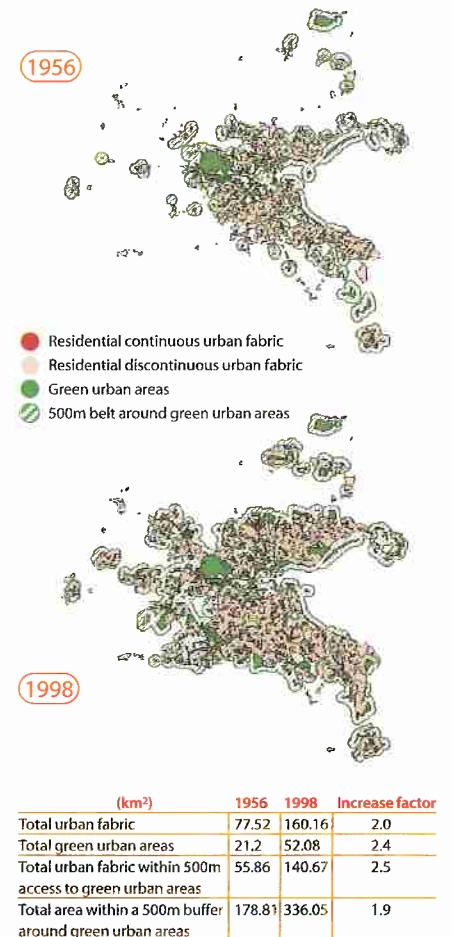 1956
Residential continuous urban fabric
Residential discontinuous urban fabric
Green urban areas
500m belt around green urban areas
1998
(km²) 1956 1998 Increase factor
Total urban fabric 77.52 160.16 2.0
Total green urban areas 21.2 52.08 2.4
Total urban fabric within 500m 55.86 140.67 2.5
access to green urban areas
Total area within a 500m buffer 178.81 336.05 1.9
around green urban areas